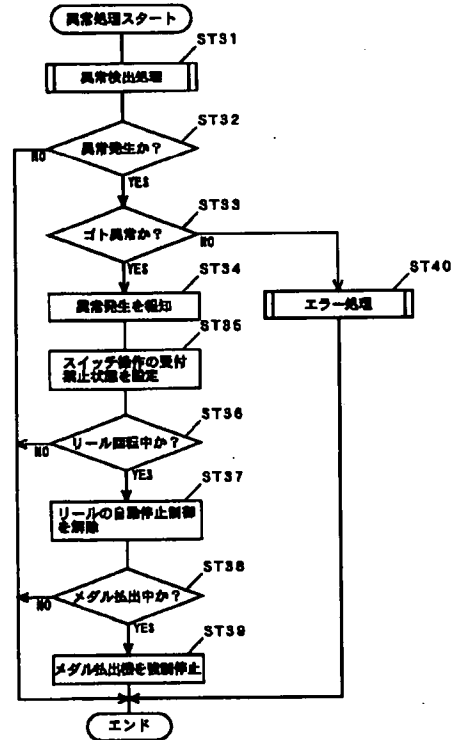 異常処理スタート
ST31
異常検出処理
ST32
異常発生か?
NO
YES
ST33
ゴト異常か?
NO
YES
ST34
異常発生を報知
ST40
エラー処理
ST35
スイッチ操作の受付
禁止状態を設定
ST36
リール回転中か?
NO
YES
ST37
リールの自動停止制御
を解除
ST38
メダル払出中か?
NO
YES
ST39
メダル払出機を強制停止
エンド